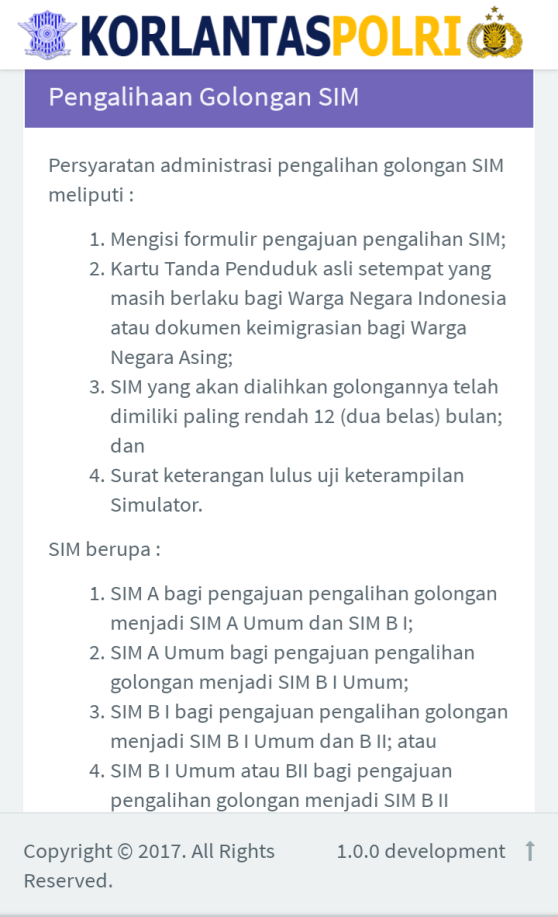 KORLANTASPOLRI
Pengalihaan Golongan SIM
Persyaratan administrasi pengalihan golongan SIM
meliputi :
1. Mengisi formulir pengajuan pengalihan SIM;
2. Kartu Tanda Penduduk asli setempat yang
masih berlaku bagi Warga Negara Indonesia
atau dokumen keimigrasian bagi Warga
Negara Asing;
3. SIM yang akan dialihkan golongannya telah
dimiliki paling rendah 12 (dua belas) bulan;
dan
4. Surat keterangan lulus uji keterampilan
Simulator.
SIM berupa :
1. SIM A bagi pengajuan pengalihan golongan
menjadi SIM A Umum dan SIM B I;
2. SIM A Umum bagi pengajuan pengalihan
golongan menjadi SIM B I Umum;
3. SIM B I bagi pengajuan pengalihan golongan
menjadi SIM B I Umum dan B II; atau
4. SIM B I Umum atau BII bagi pengajuan
pengalihan golongan menjadi SIM B II
Copyright © 2017. All Rights
Reserved.
1.0.0 development